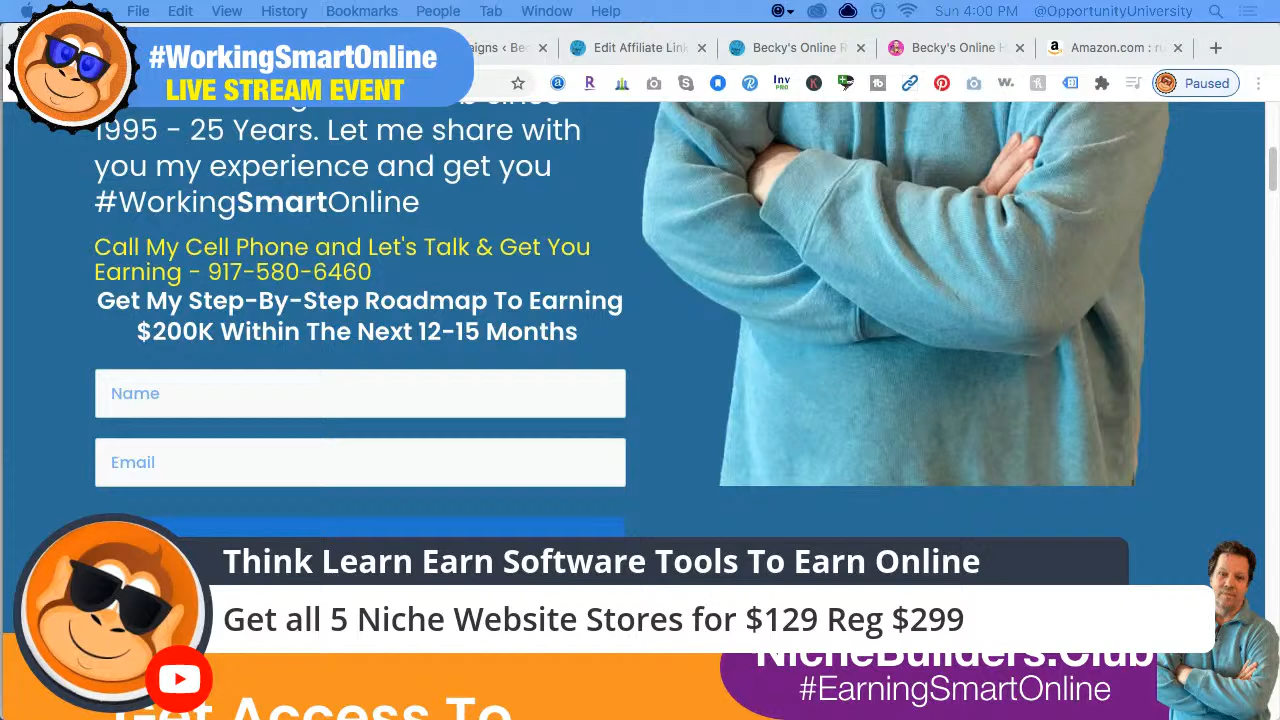 File Edit View History Bookmarks People Tab Window Help
Sun 4:00 PM @OpportunityUniversity
#WorkingSmartOnline
LIVE STREAM EVENT
Edit Affiliate Lin
Becky's Online
Becky's Online
Amazon.com : ru
Inv PRO
Paused
1995 - 25 Years. Let me share with
you my experience and get you
#WorkingSmartOnline
Call My Cell Phone and Let's Talk & Get You
Earning - 917-580-6460
Get My Step-By-Step Roadmap To Earning
$200K Within The Next 12-15 Months
Name
Email
Think Learn Earn Software Tools To Earn Online
Get all 5 Niche Website Stores for $129 Reg $299
NicheBuilders.Club
#EarningSmartOnline
Get Access To